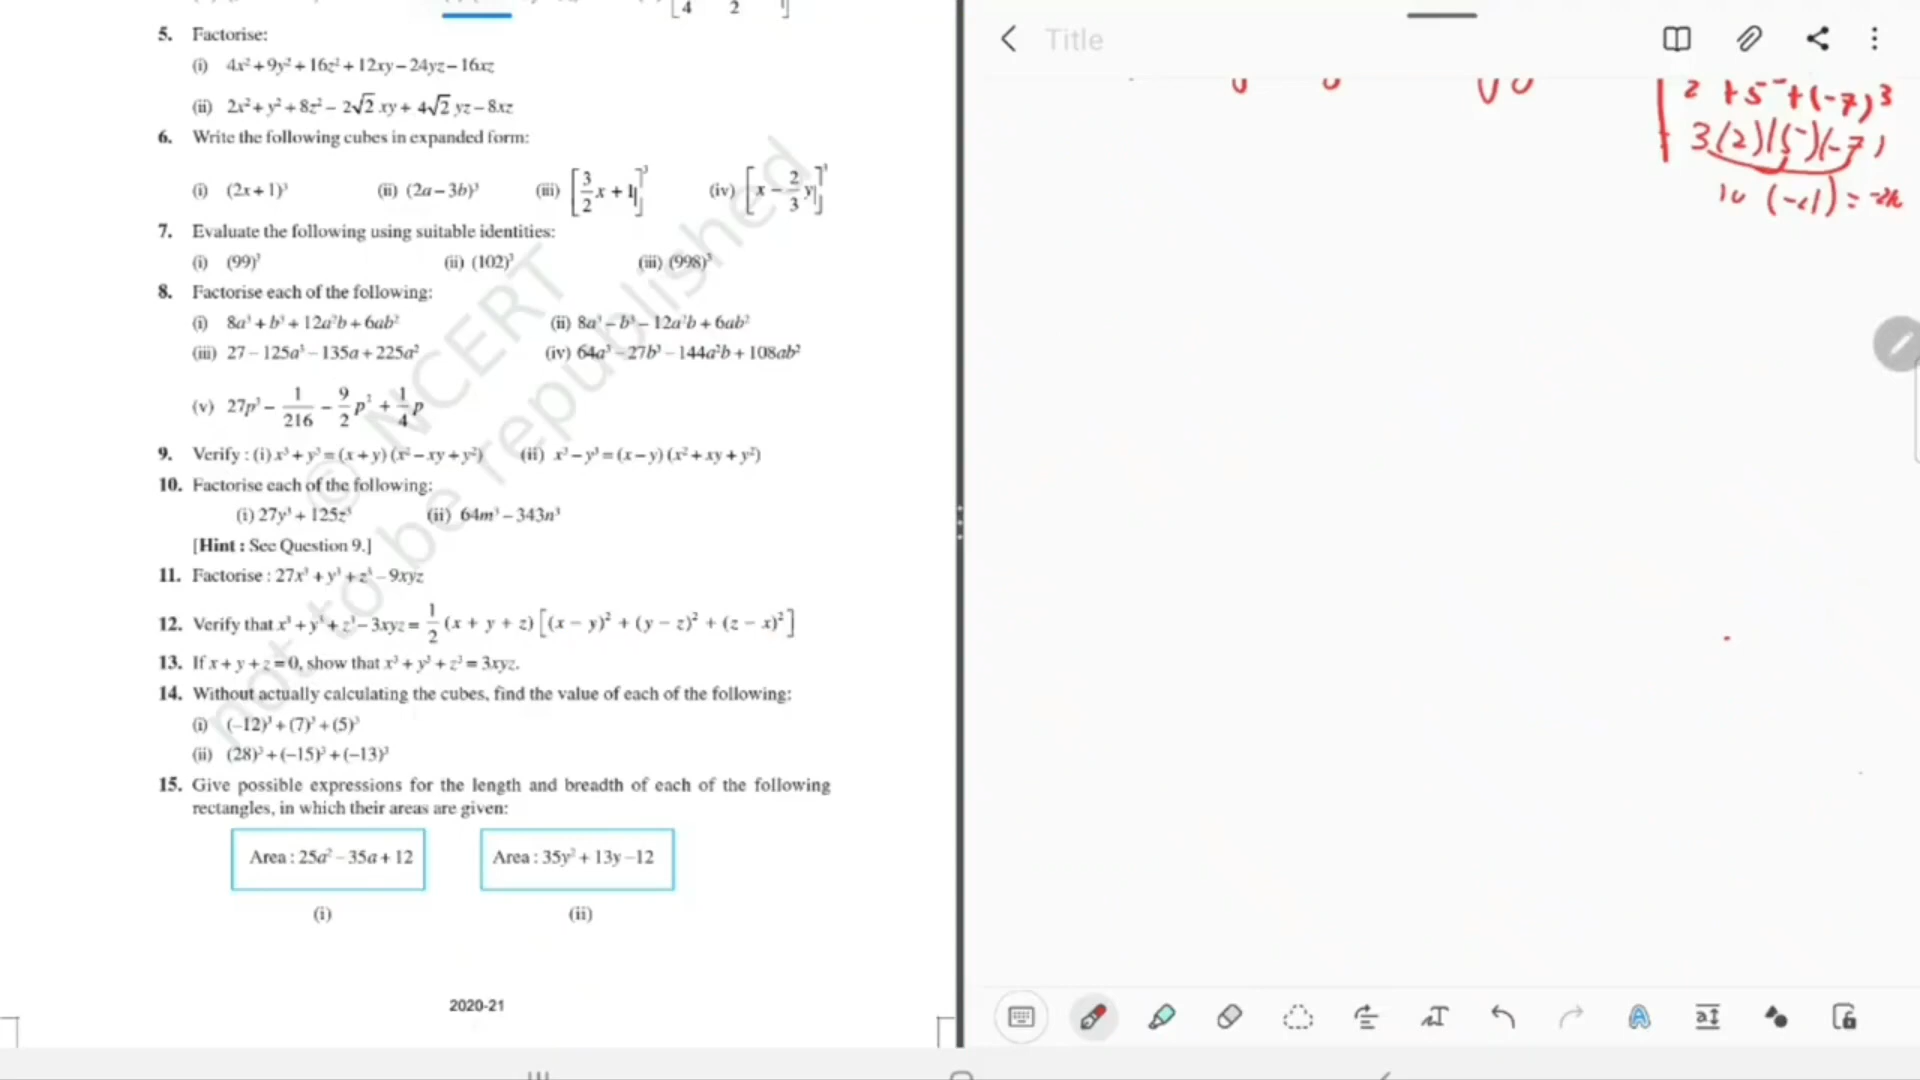 4 2
5. Factorise:
(i) 4x² + 9y² + 16z² + 12xy – 24yz – 16xz
(ii) 2x² + y² + 8z² – 2√2 xy + 4√2 yz – 8xz
6. Write the following cubes in expanded form:
(i) (2x + 1)³ (ii) (2a – 3b)³ (iii) [3/2 x + 1]³ (iv) [x – 2/3 y]³
7. Evaluate the following using suitable identities:
(i) (99)³ (ii) (102)³ (iii) (998)³
8. Factorise each of the following:
(i) 8a³ + b³ + 12a²b + 6ab² (ii) 8a³ – b³ – 12a²b + 6ab²
(iii) 27 – 125a³ – 135a + 225a² (iv) 64a³ – 27b³ – 144a²b + 108ab²
(v) 27p³ – 1/216 – 9/2 p² + 1/4 p
9. Verify : (i) x³ + y³ = (x + y) (x² – xy + y²) (ii) x³ – y³ = (x – y) (x² + xy + y²)
10. Factorise each of the following:
(i) 27y³ + 125z³ (ii) 64m³ – 343n³
[Hint : See Question 9.]
11. Factorise : 27x³ + y³ + z³ – 9xyz
12. Verify that x³ + y³ + z³ – 3xyz = 1/2 (x + y + z) [(x – y)² + (y – z)² + (z – x)²]
13. If x + y + z = 0, show that x³ + y³ + z³ = 3xyz.
14. Without actually calculating the cubes, find the value of each of the following:
(i) (–12)³ + (7)³ + (5)³
(ii) (28)³ + (–15)³ + (–13)³
15. Give possible expressions for the length and breadth of each of the following
rectangles, in which their areas are given:
Area : 25a² – 35a + 12 Area : 35y² + 13y –12
(i) (ii)
2020-21
© NCERT
not to be republished
Title
2 + 5 + (-7)3
3(2)(5)(-7)